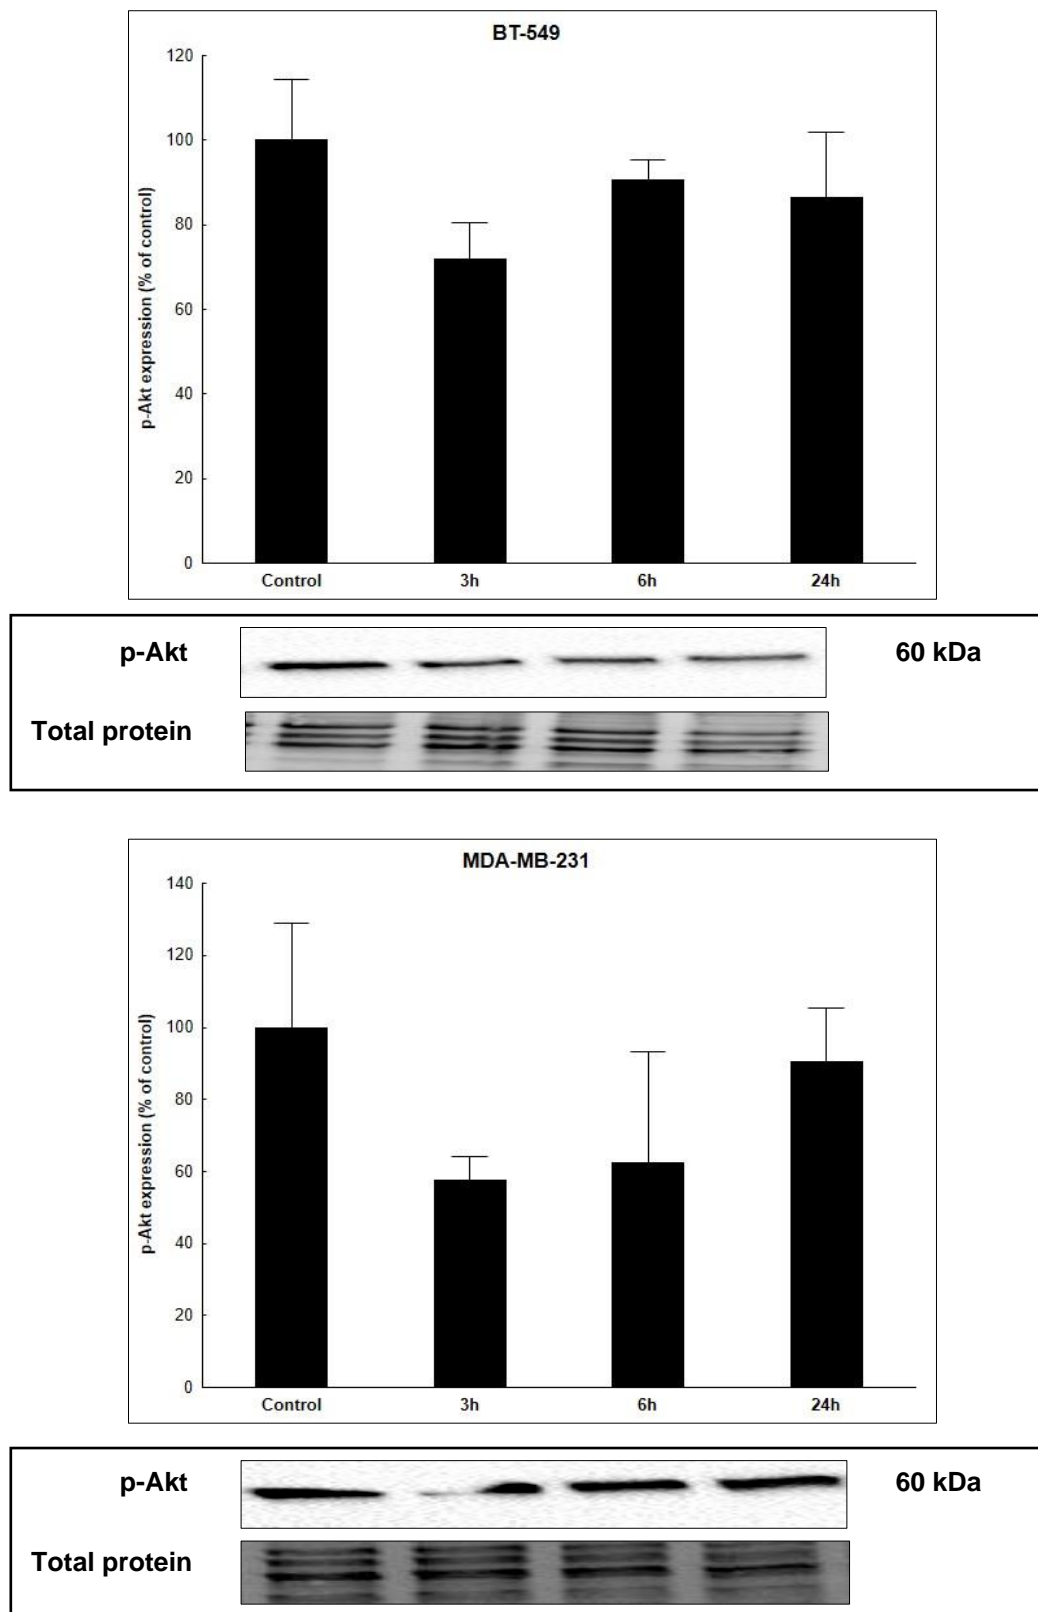 BT-549
p-Akt expression (% of control)
120
100
80
60
40
20
0
Control 3h 6h 24h
p-Akt 60 kDa
Total protein
MDA-MB-231
p-Akt expression (% of control)
140
120
100
80
60
40
20
0
Control 3h 6h 24h
p-Akt 60 kDa
Total protein